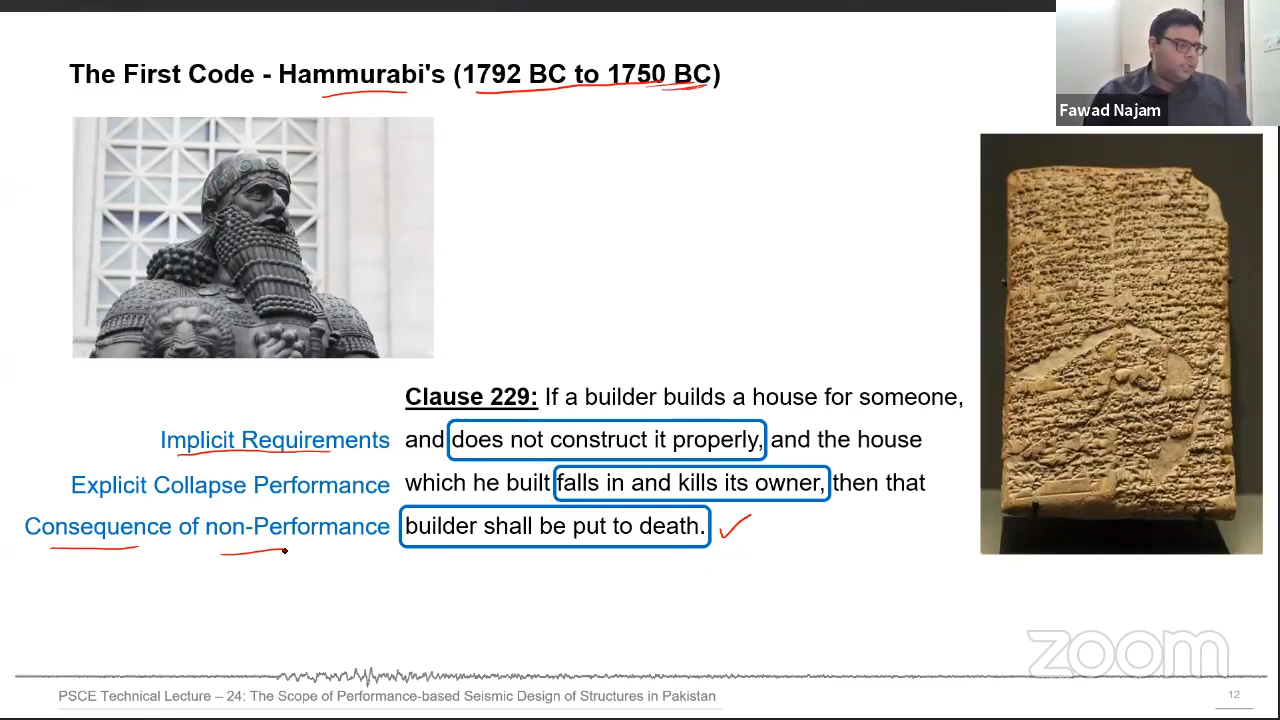 The First Code - Hammurabi's (1792 BC to 1750 BC)
Fawad Najam
Clause 229: If a builder builds a house for someone,
Implicit Requirements and does not construct it properly, and the house
Explicit Collapse Performance which he built falls in and kills its owner, then that
Consequence of non-Performance builder shall be put to death.
zoom
PSCE Technical Lecture – 24: The Scope of Performance-based Seismic Design of Structures in Pakistan
12